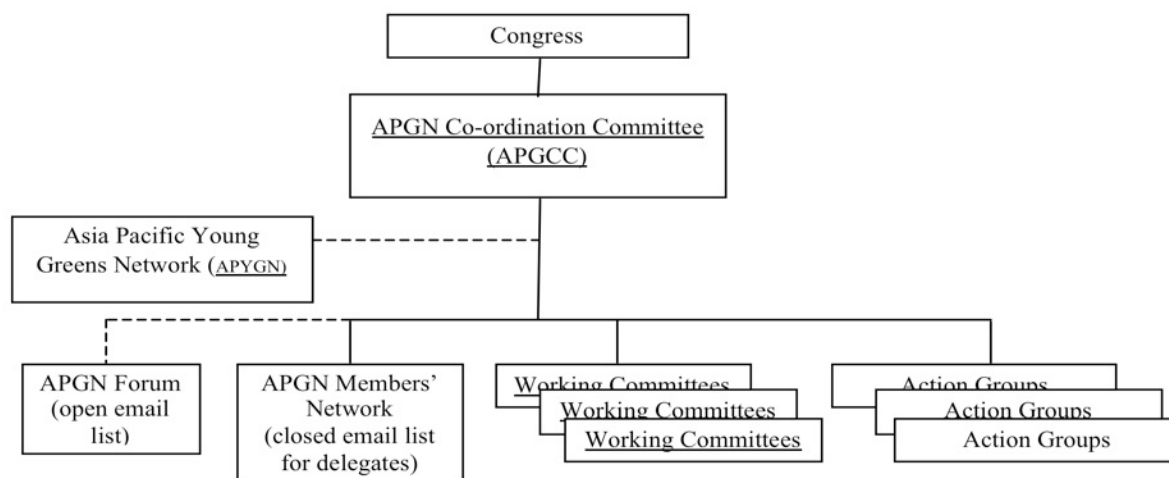 Congress
APGN Co-ordination Committee
(APGCC)
Asia Pacific Young
Greens Network (APYGN)
APGN Forum
(open email
list)
APGN Members’
Network
(closed email list
for delegates)
Working Committees
Working Committees
Working Committees
Action Groups
Action Groups
Action Groups